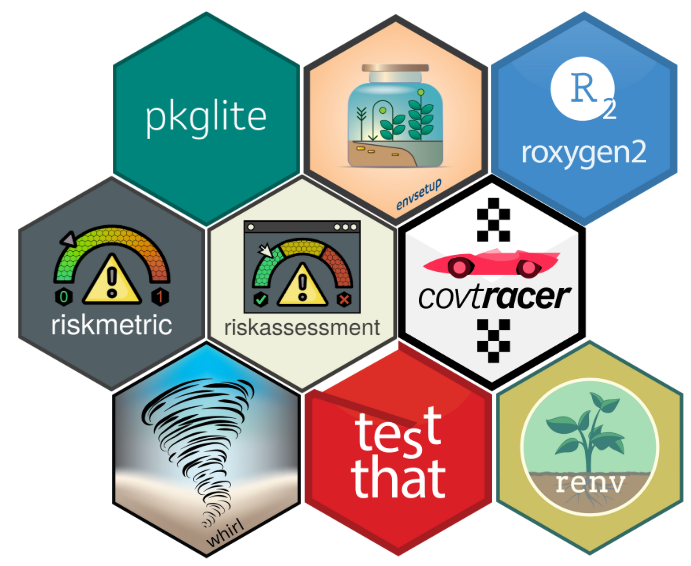 pkglite
envsetup
R
2
roxygen2
0
1
riskmetric
riskassessment
covtracer
whirl
test
that
renv